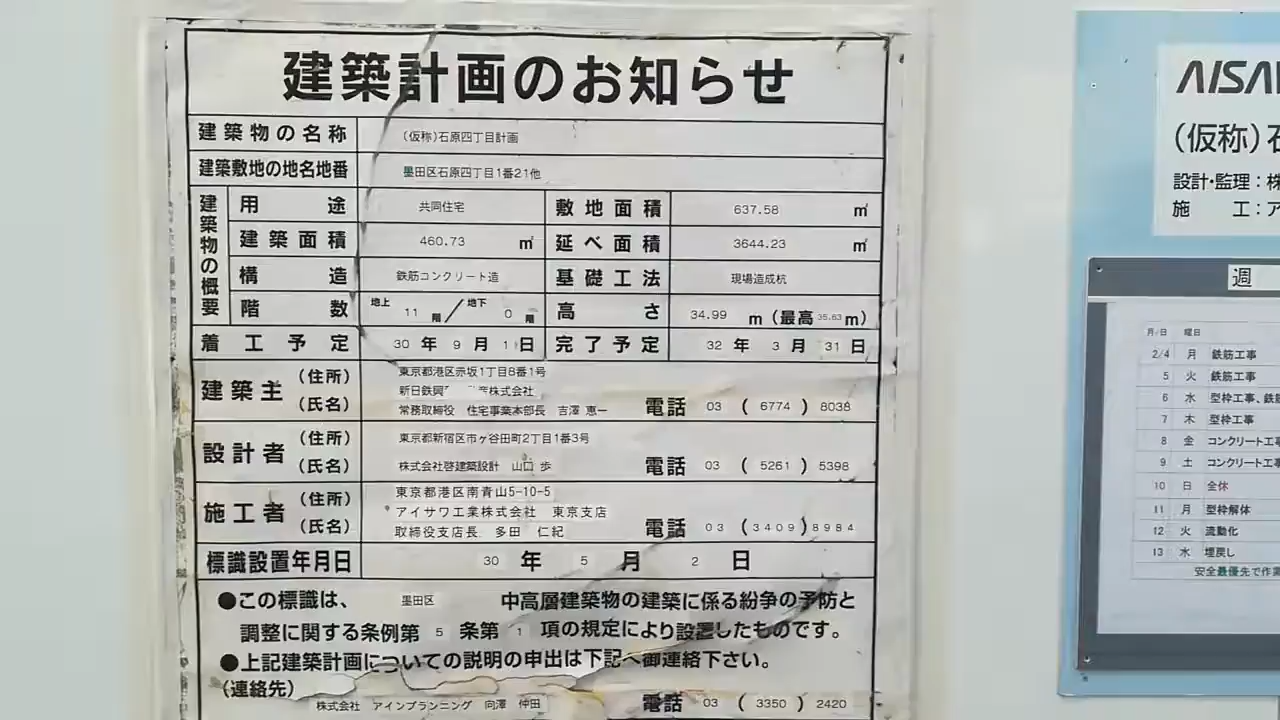 建築計画のお知らせ
建築物の名称 (仮称)石原四丁目計画
建築敷地の地名地番 墨田区石原四丁目1番21他
建築物の概要
用途 共同住宅 敷地面積 637.58 ㎡
建築面積 460.73 ㎡ 延べ面積 3644.23 ㎡
構造 鉄筋コンクリート造 基礎工法 現場造成杭
階数 地上 11 階/地下 0 階 高さ 34.99 m (最高35.63m)
着工予定 30 年 9 月 1 日 完了予定 32 年 3 月 31 日
建築主 (住所) 東京都港区赤坂1丁目8番1号
新日鉄興 産株式会社
(氏名) 常務取締役 住宅事業本部長 吉澤 恵一 電話 03 (6774) 8038
設計者 (住所) 東京都新宿区市ヶ谷田町2丁目1番3号
(氏名) 株式会社啓建築設計 山口 歩 電話 03 (5261) 5398
施工者 (住所) 東京都港区南青山5-10-5
アイサワ工業株式会社 東京支店
(氏名) 取締役支店長 多田 仁紀 電話 03 (3409) 8984
標識設置年月日 30 年 5 月 2 日
●この標識は、 墨田区 中高層建築物の建築に係る紛争の予防と
調整に関する条例第 5 条第 1 項の規定により設置したものです。
●上記建築計画についての説明の申出は下記へ御連絡下さい。
(連絡先)
株式会社 アインプランニング 向澤 仲田 電話 03 (3350) 2420
(仮称)石
設計・監理：株
施 工：ア
週
月/日 曜日
2/4 月 鉄筋工事
5 火 鉄筋工事
6 水 型枠工事、鉄筋
7 木 型枠工事
8 金 コンクリート工事
9 土 コンクリート工事
10 日 全休
11 月 型枠解体
12 火 流動化
13 水 埋戻し
安全最優先で作業